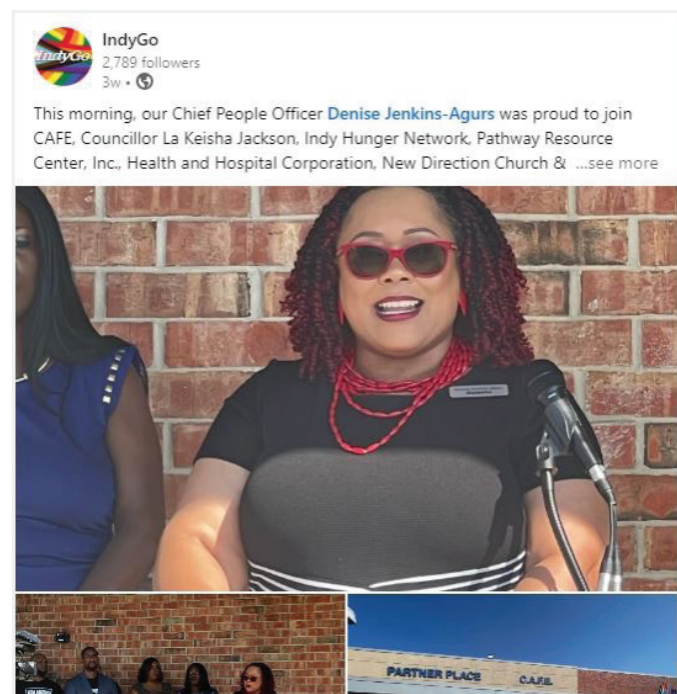 IndyGo
IndyGo
2,789 followers
3w •
This morning, our Chief People Officer Denise Jenkins-Agurs was proud to join
CAFE, Councillor La Keisha Jackson, Indy Hunger Network, Pathway Resource
Center, Inc., Health and Hospital Corporation, New Direction Church & ...see more
PARTNER PLACE C.A.F.E.